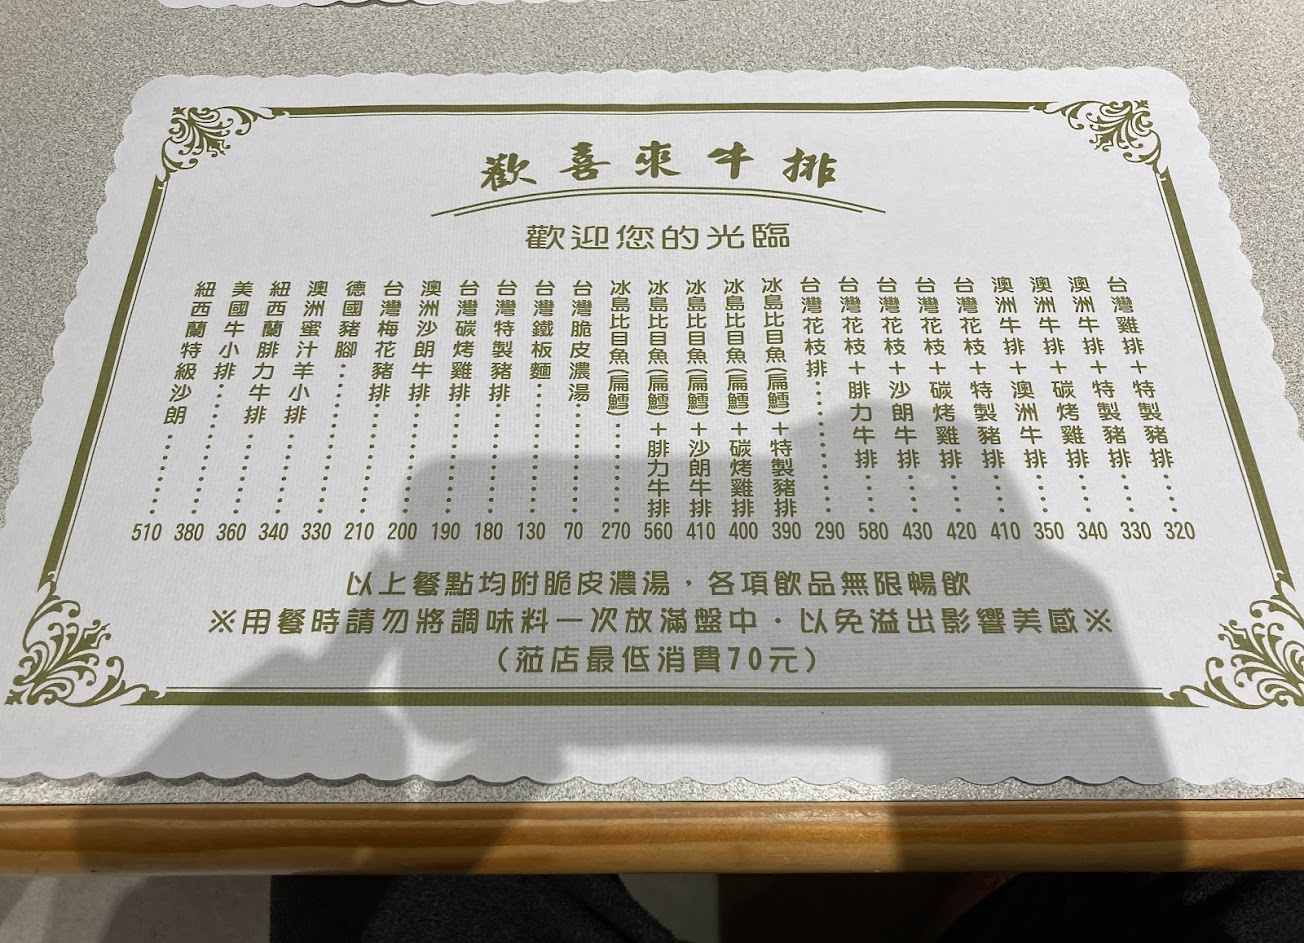 歡喜來牛排
歡迎您的光臨
台灣雞排+特製豬排‥320
澳洲牛排+特製豬排‥330
澳洲牛排+碳烤雞排‥340
澳洲牛排+澳洲牛排‥350
台灣花枝+特製豬排‥410
台灣花枝+碳烤雞排‥420
台灣花枝+沙朗牛排‥430
台灣花枝+腓力牛排‥580
台灣花枝排‥‥‥‥‥290
冰島比目魚(扁鱈)+特製豬排390
冰島比目魚(扁鱈)+碳烤雞排400
冰島比目魚(扁鱈)+沙朗牛排410
冰島比目魚(扁鱈)+腓力牛排560
冰島比目魚(扁鱈)‥‥270
台灣脆皮濃湯‥‥‥‥70
台灣鐵板麵‥‥‥‥‥130
台灣特製豬排‥‥‥‥180
台灣碳烤雞排‥‥‥‥190
澳洲沙朗牛排‥‥‥‥200
台灣梅花豬排‥‥‥‥210
德國豬腳‥‥‥‥‥‥330
澳洲蜜汁羊小排‥‥‥340
紐西蘭腓力牛排‥‥‥360
美國牛小排‥‥‥‥‥380
紐西蘭特級沙朗‥‥‥510
以上餐點均附脆皮濃湯，各項飲品無限暢飲
※用餐時請勿將調味料一次放滿盤中．以免溢出影響美感※
(蒞店最低消費70元)